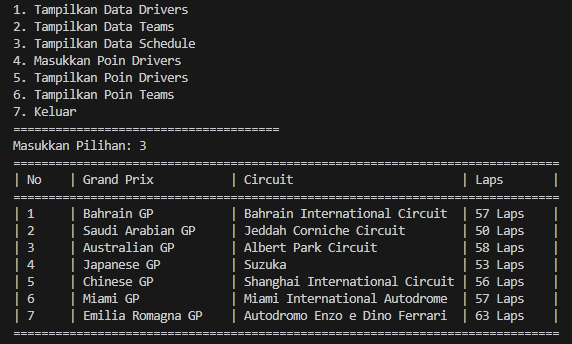 1. Tampilkan Data Drivers
2. Tampilkan Data Teams
3. Tampilkan Data Schedule
4. Masukkan Poin Drivers
5. Tampilkan Poin Drivers
6. Tampilkan Poin Teams
7. Keluar
======================================
Masukkan Pilihan: 3
==============================================================================
| No    | Grand Prix           | Circuit                        | Laps       |
==============================================================================
| 1     | Bahrain GP           | Bahrain International Circuit  | 57 Laps    |
| 2     | Saudi Arabian GP     | Jeddah Corniche Circuit        | 50 Laps    |
| 3     | Australian GP        | Albert Park Circuit            | 58 Laps    |
| 4     | Japanese GP          | Suzuka                         | 53 Laps    |
| 5     | Chinese GP           | Shanghai International Circuit | 56 Laps    |
| 6     | Miami GP             | Miami International Autodrome  | 57 Laps    |
| 7     | Emilia Romagna GP    | Autodromo Enzo e Dino Ferrari  | 63 Laps    |
==============================================================================